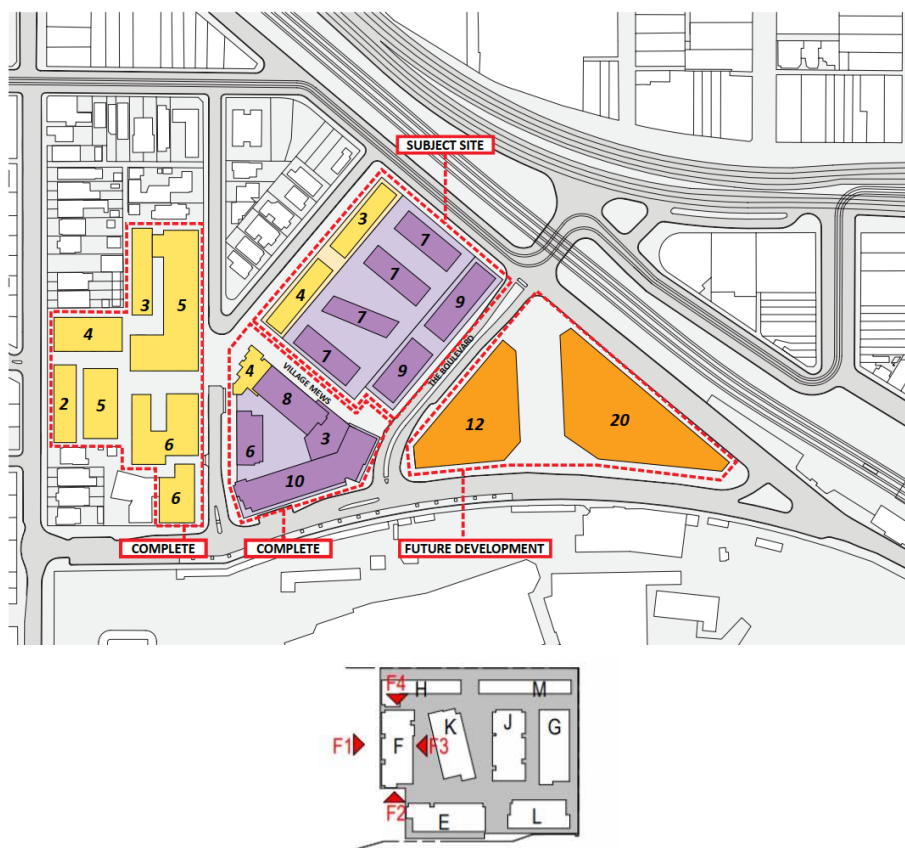 SUBJECT SITE
3
7
3
5
7
4
9
4
7
THE BOULEVARD
7
9
VILLAGE MEWS
4
2
5
8
12
20
6
3
6
6
10
COMPLETE
COMPLETE
FUTURE DEVELOPMENT
F4
H
M
F1
F
F3
K
J
G
F2
E
L